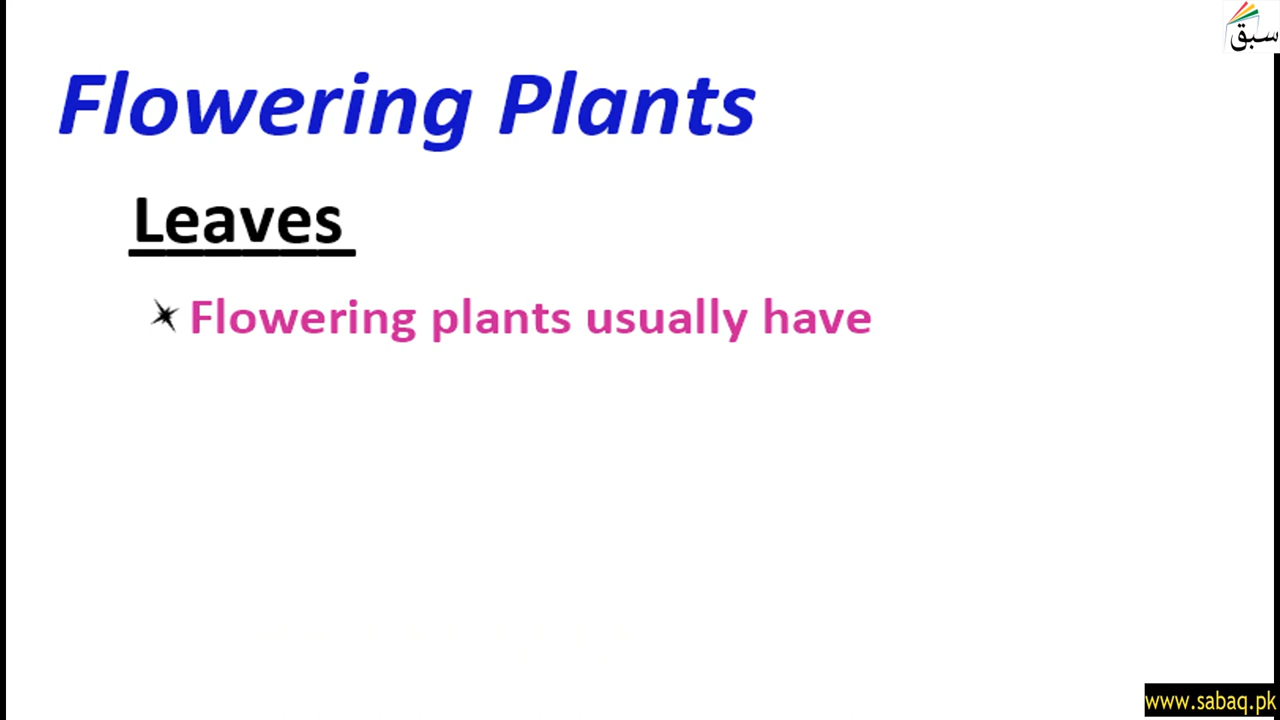 سبق
Flowering Plants
Leaves
Flowering plants usually have
www.sabaq.pk